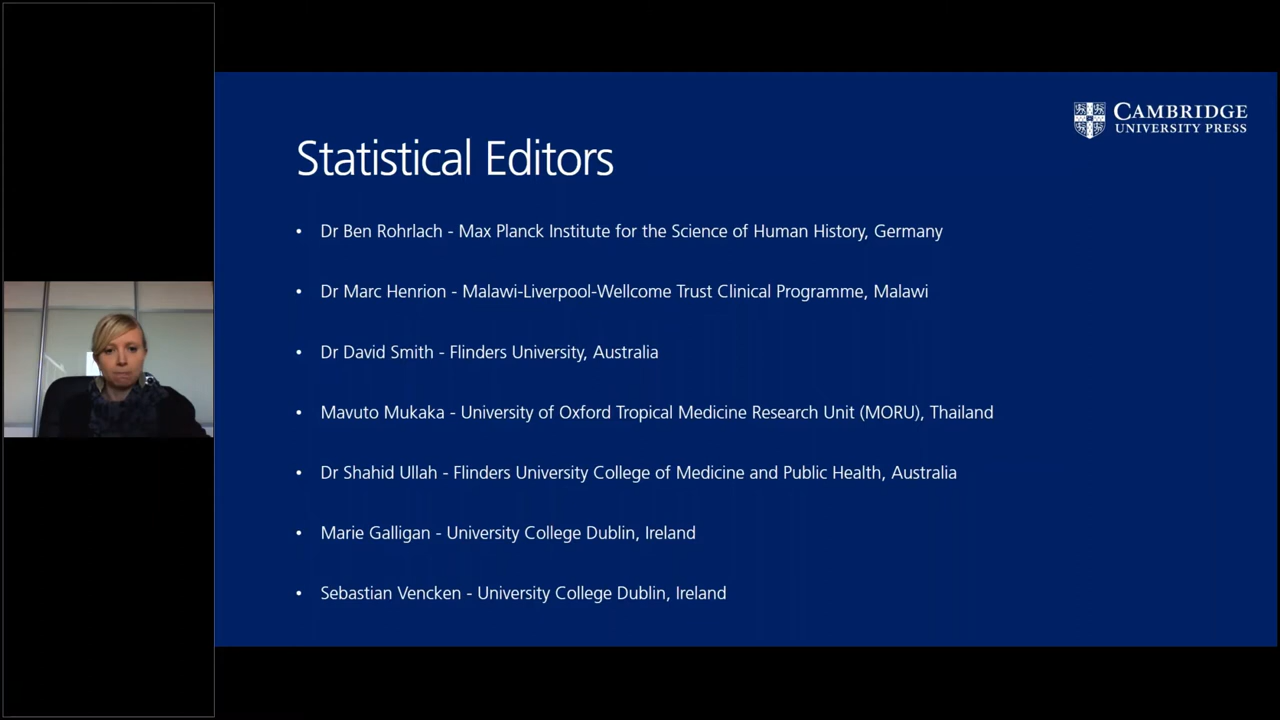 CAMBRIDGE
UNIVERSITY PRESS
Statistical Editors
• Dr Ben Rohrlach - Max Planck Institute for the Science of Human History, Germany
• Dr Marc Henrion - Malawi-Liverpool-Wellcome Trust Clinical Programme, Malawi
• Dr David Smith - Flinders University, Australia
• Mavuto Mukaka - University of Oxford Tropical Medicine Research Unit (MORU), Thailand
• Dr Shahid Ullah - Flinders University College of Medicine and Public Health, Australia
• Marie Galligan - University College Dublin, Ireland
• Sebastian Vencken - University College Dublin, Ireland